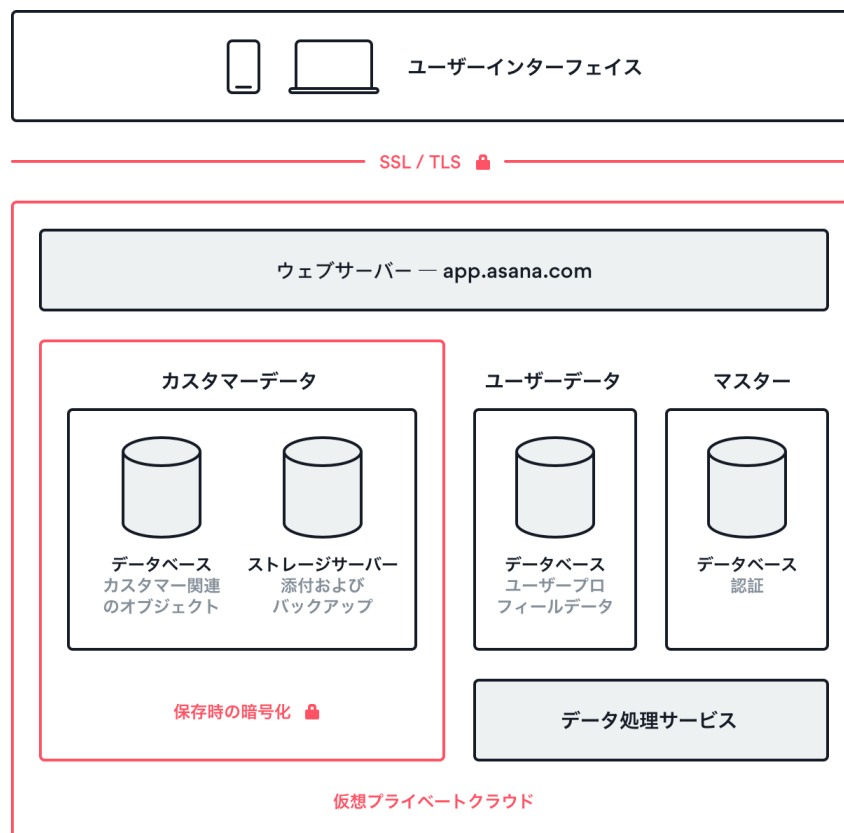 ユーザーインターフェイス
SSL / TLS
ウェブサーバー — app.asana.com
カスタマーデータ
ユーザーデータ
マスター
データベース
カスタマー関連
のオブジェクト
ストレージサーバー
添付および
バックアップ
データベース
ユーザープロ
フィールデータ
データベース
認証
保存時の暗号化
データ処理サービス
仮想プライベートクラウド